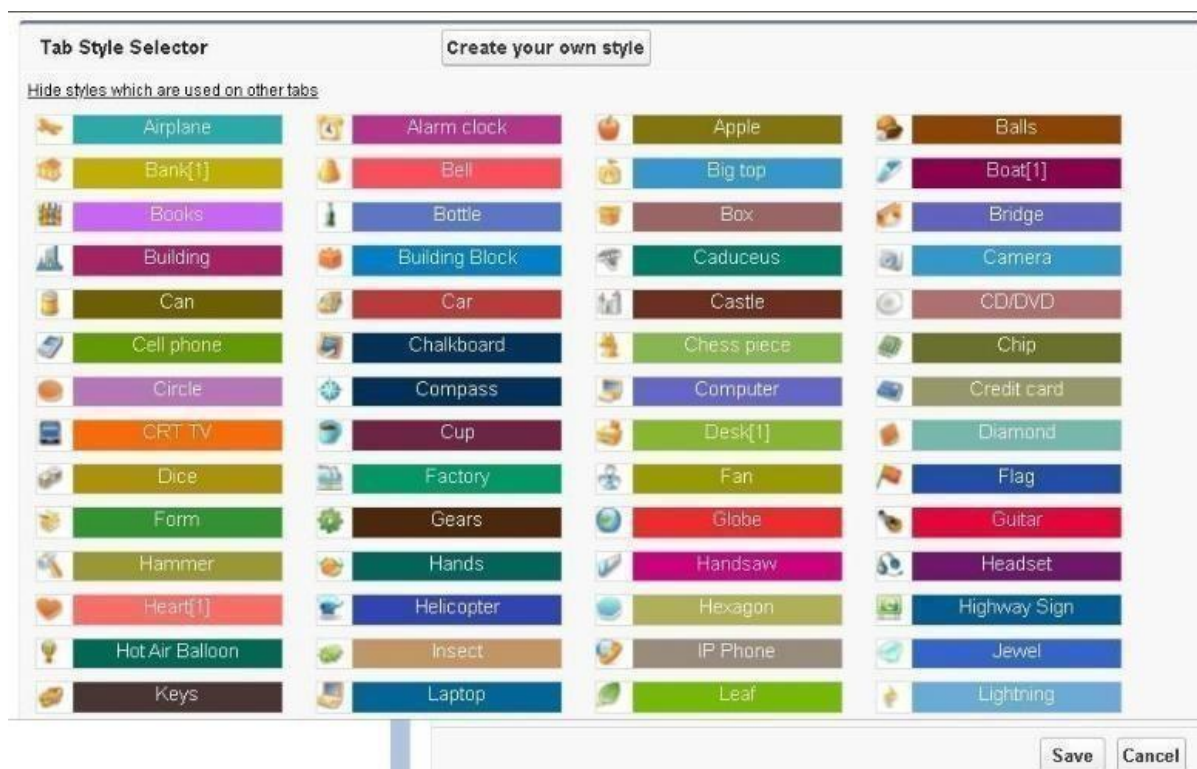 Tab Style Selector Create your own style
Hide styles which are used on other tabs
Airplane Alarm clock Apple Balls
Bank[1] Bell Big top Boat[1]
Books Bottle Box Bridge
Building Building Block Caduceus Camera
Can Car Castle CD/DVD
Cell phone Chalkboard Chess piece Chip
Circle Compass Computer Credit card
CRT TV Cup Desk[1] Diamond
Dice Factory Fan Flag
Form Gears Globe Guitar
Hammer Hands Handsaw Headset
Heart[1] Helicopter Hexagon Highway Sign
Hot Air Balloon Insect IP Phone Jewel
Keys Laptop Leaf Lightning
Save Cancel